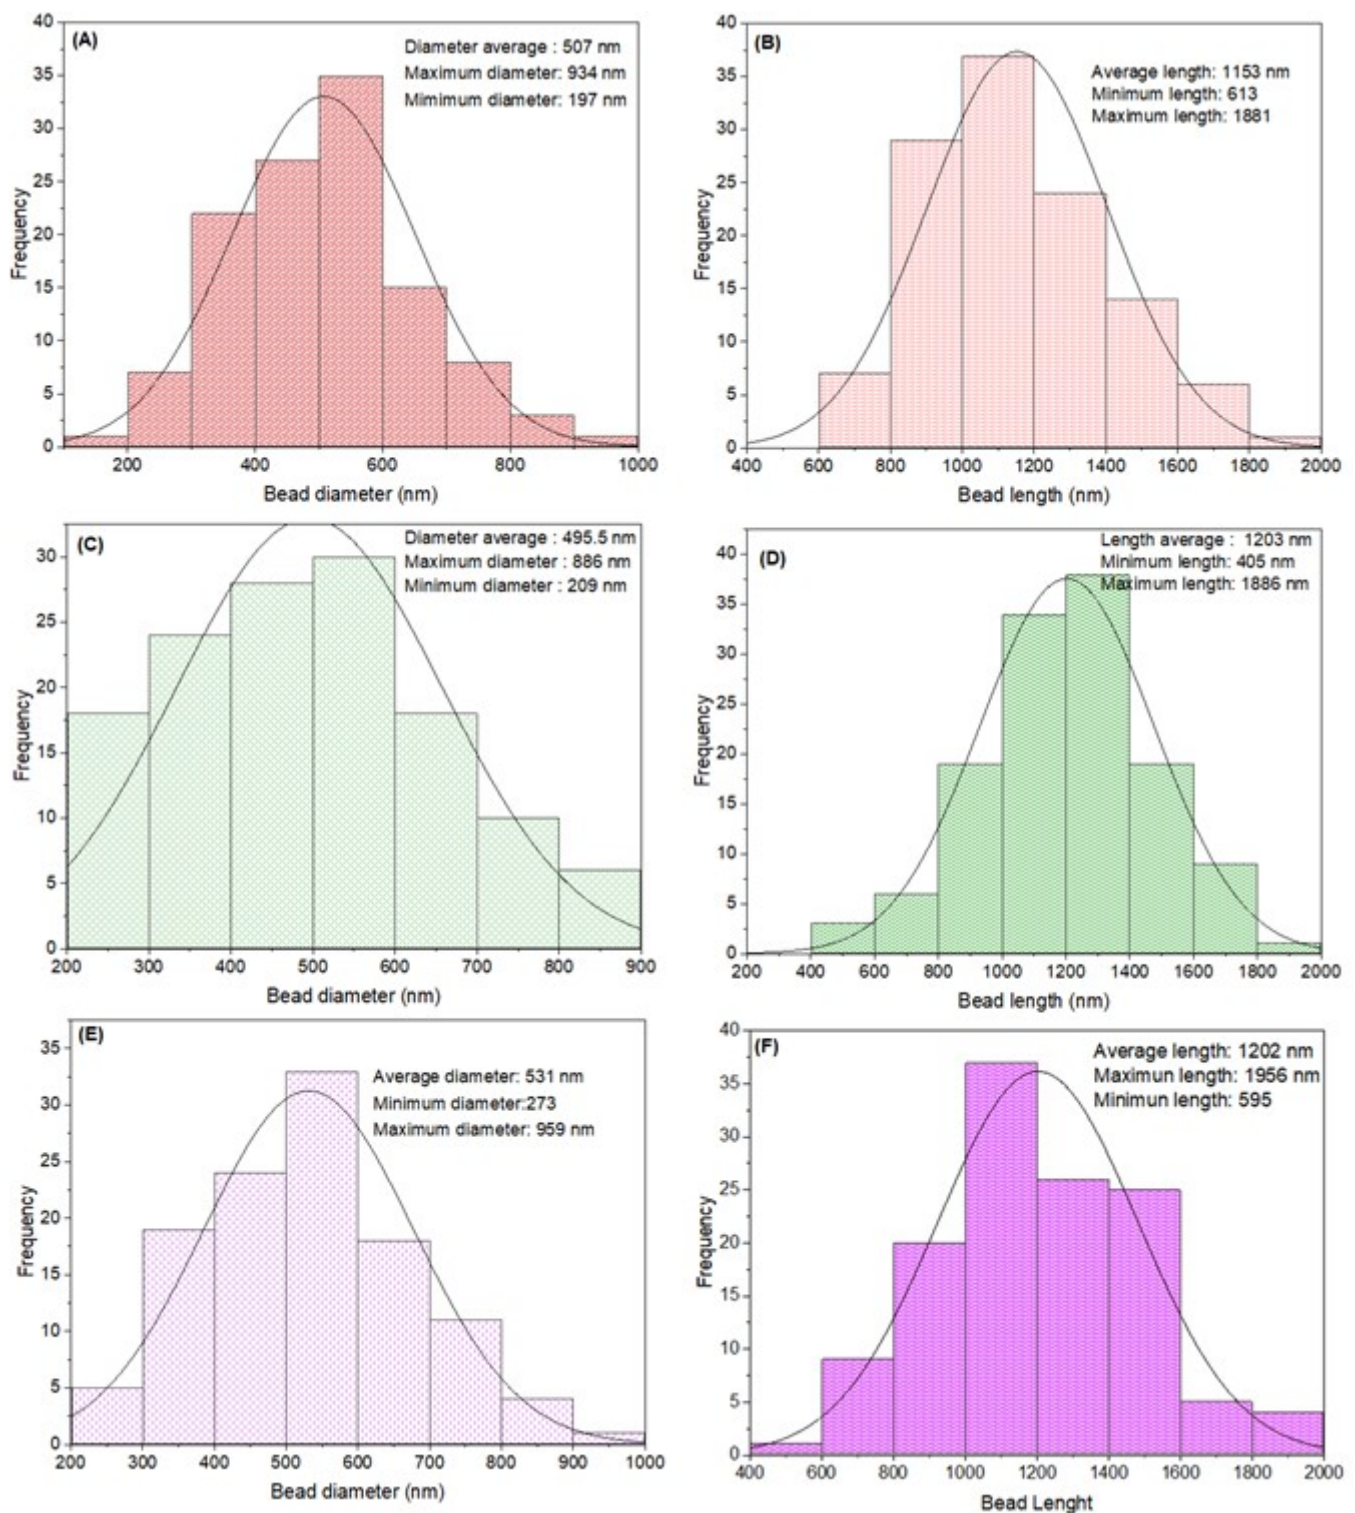 (A)
Diameter average : 507 nm
Maximum diameter: 934 nm
Mimimum diameter: 197 nm
40
35
30
25
20
15
10
5
0
Frequency
200 400 600 800 1000
Bead diameter (nm)
(B)
Average length: 1153 nm
Minimum length: 613
Maximum length: 1881
40
35
30
25
20
15
10
5
0
Frequency
400 600 800 1000 1200 1400 1600 1800 2000
Bead length (nm)
(C)
Diameter average : 495.5 nm
Maximum diameter : 886 nm
Minimum diameter : 209 nm
30
25
20
15
10
5
0
Frequency
200 300 400 500 600 700 800 900
Bead diameter (nm)
(D)
Length average : 1203 nm
Minimum length: 405 nm
Maximum length: 1886 nm
40
35
30
25
20
15
10
5
0
Frequency
200 400 600 800 1000 1200 1400 1600 1800 2000
Bead length (nm)
(E)
Average diameter: 531 nm
Minimum diameter:273
Maximum diameter: 959 nm
35
30
25
20
15
10
5
0
Frequency
200 300 400 500 600 700 800 900 1000
Bead diameter (nm)
(F)
Average length: 1202 nm
Maximun length: 1956 nm
Minimun length: 595
40
35
30
25
20
15
10
5
0
Frequency
400 600 800 1000 1200 1400 1600 1800 2000
Bead Lenght